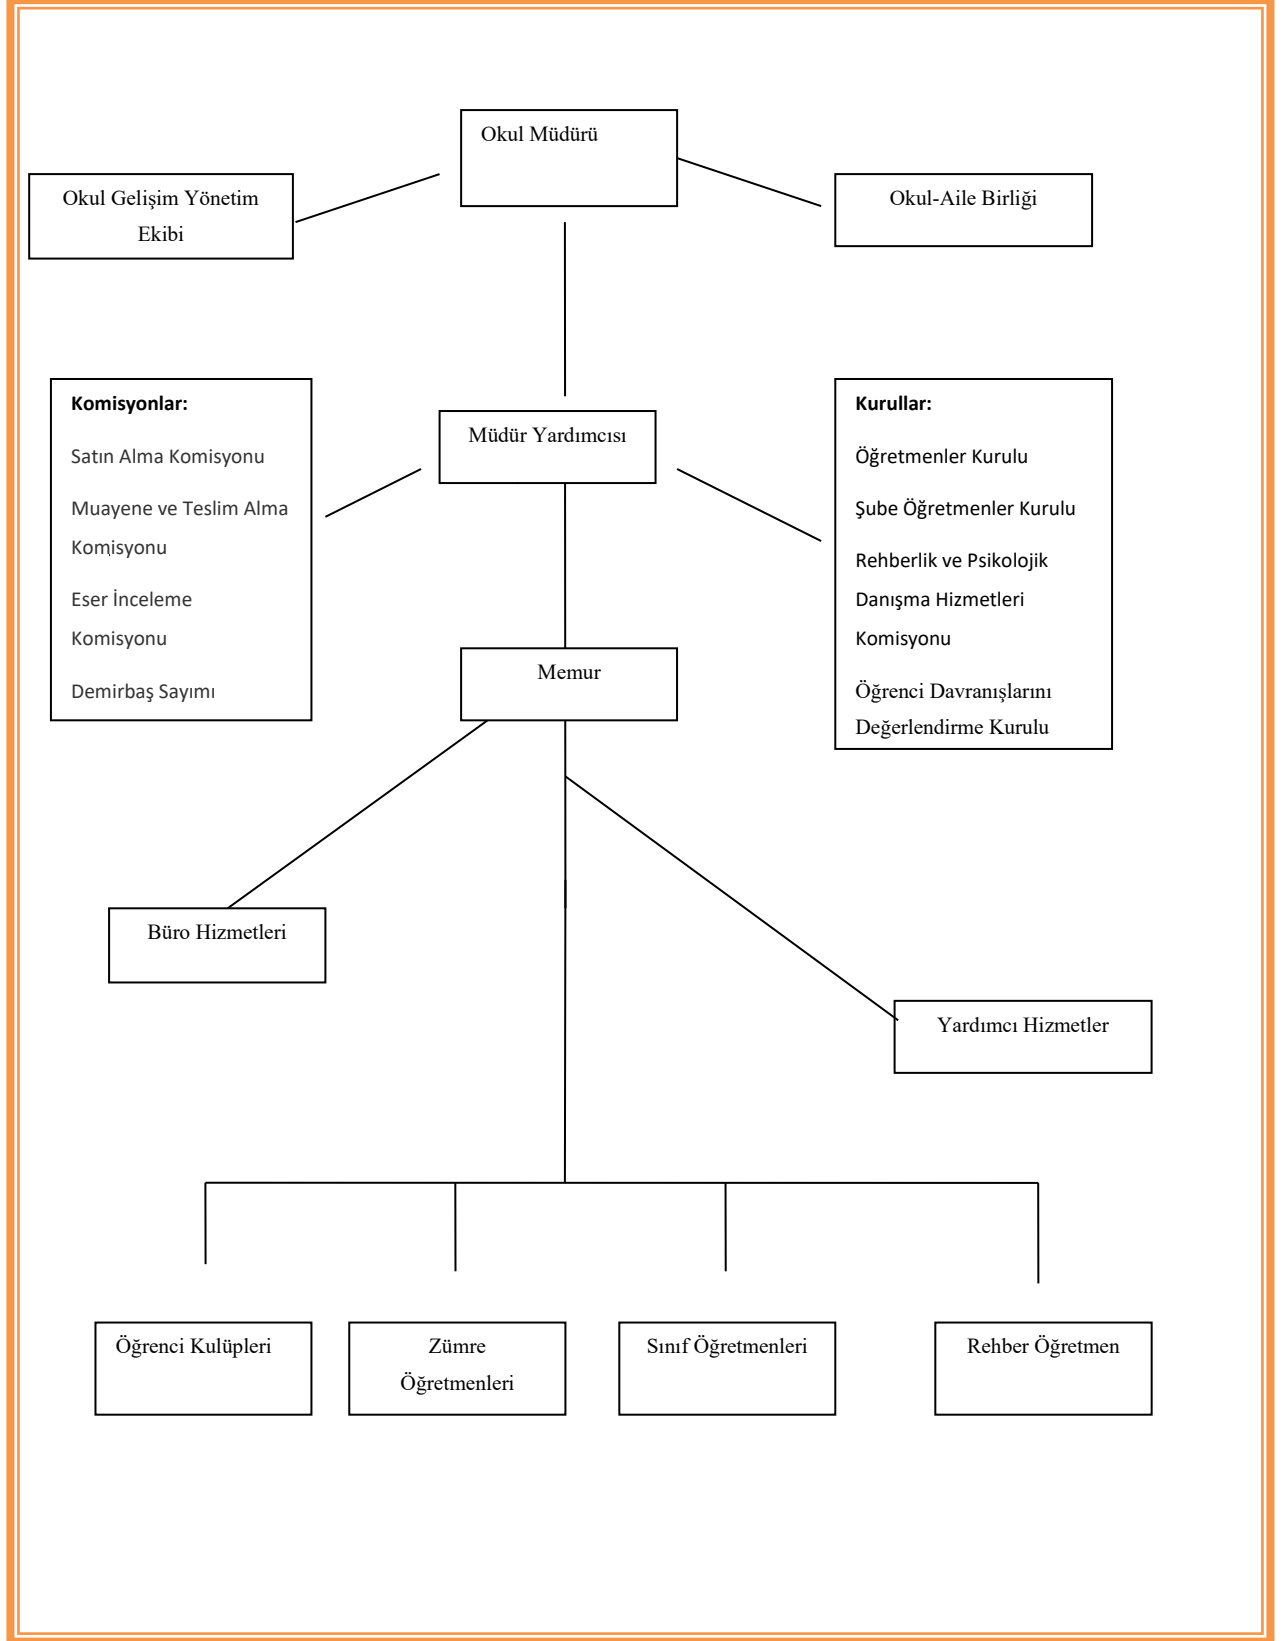 Okul Müdürü
Okul Gelişim Yönetim
Ekibi
Okul-Aile Birliği
Komisyonlar:
Satın Alma Komisyonu
Muayene ve Teslim Alma
Komisyonu
Eser İnceleme
Komisyonu
Demirbaş Sayımı
Müdür Yardımcısı
Kurullar:
Öğretmenler Kurulu
Şube Öğretmenler Kurulu
Rehberlik ve Psikolojik
Danışma Hizmetleri
Komisyonu
Öğrenci Davranışlarını
Değerlendirme Kurulu
Memur
Büro Hizmetleri
Yardımcı Hizmetler
Öğrenci Kulüpleri
Zümre
Öğretmenleri
Sınıf Öğretmenleri
Rehber Öğretmen